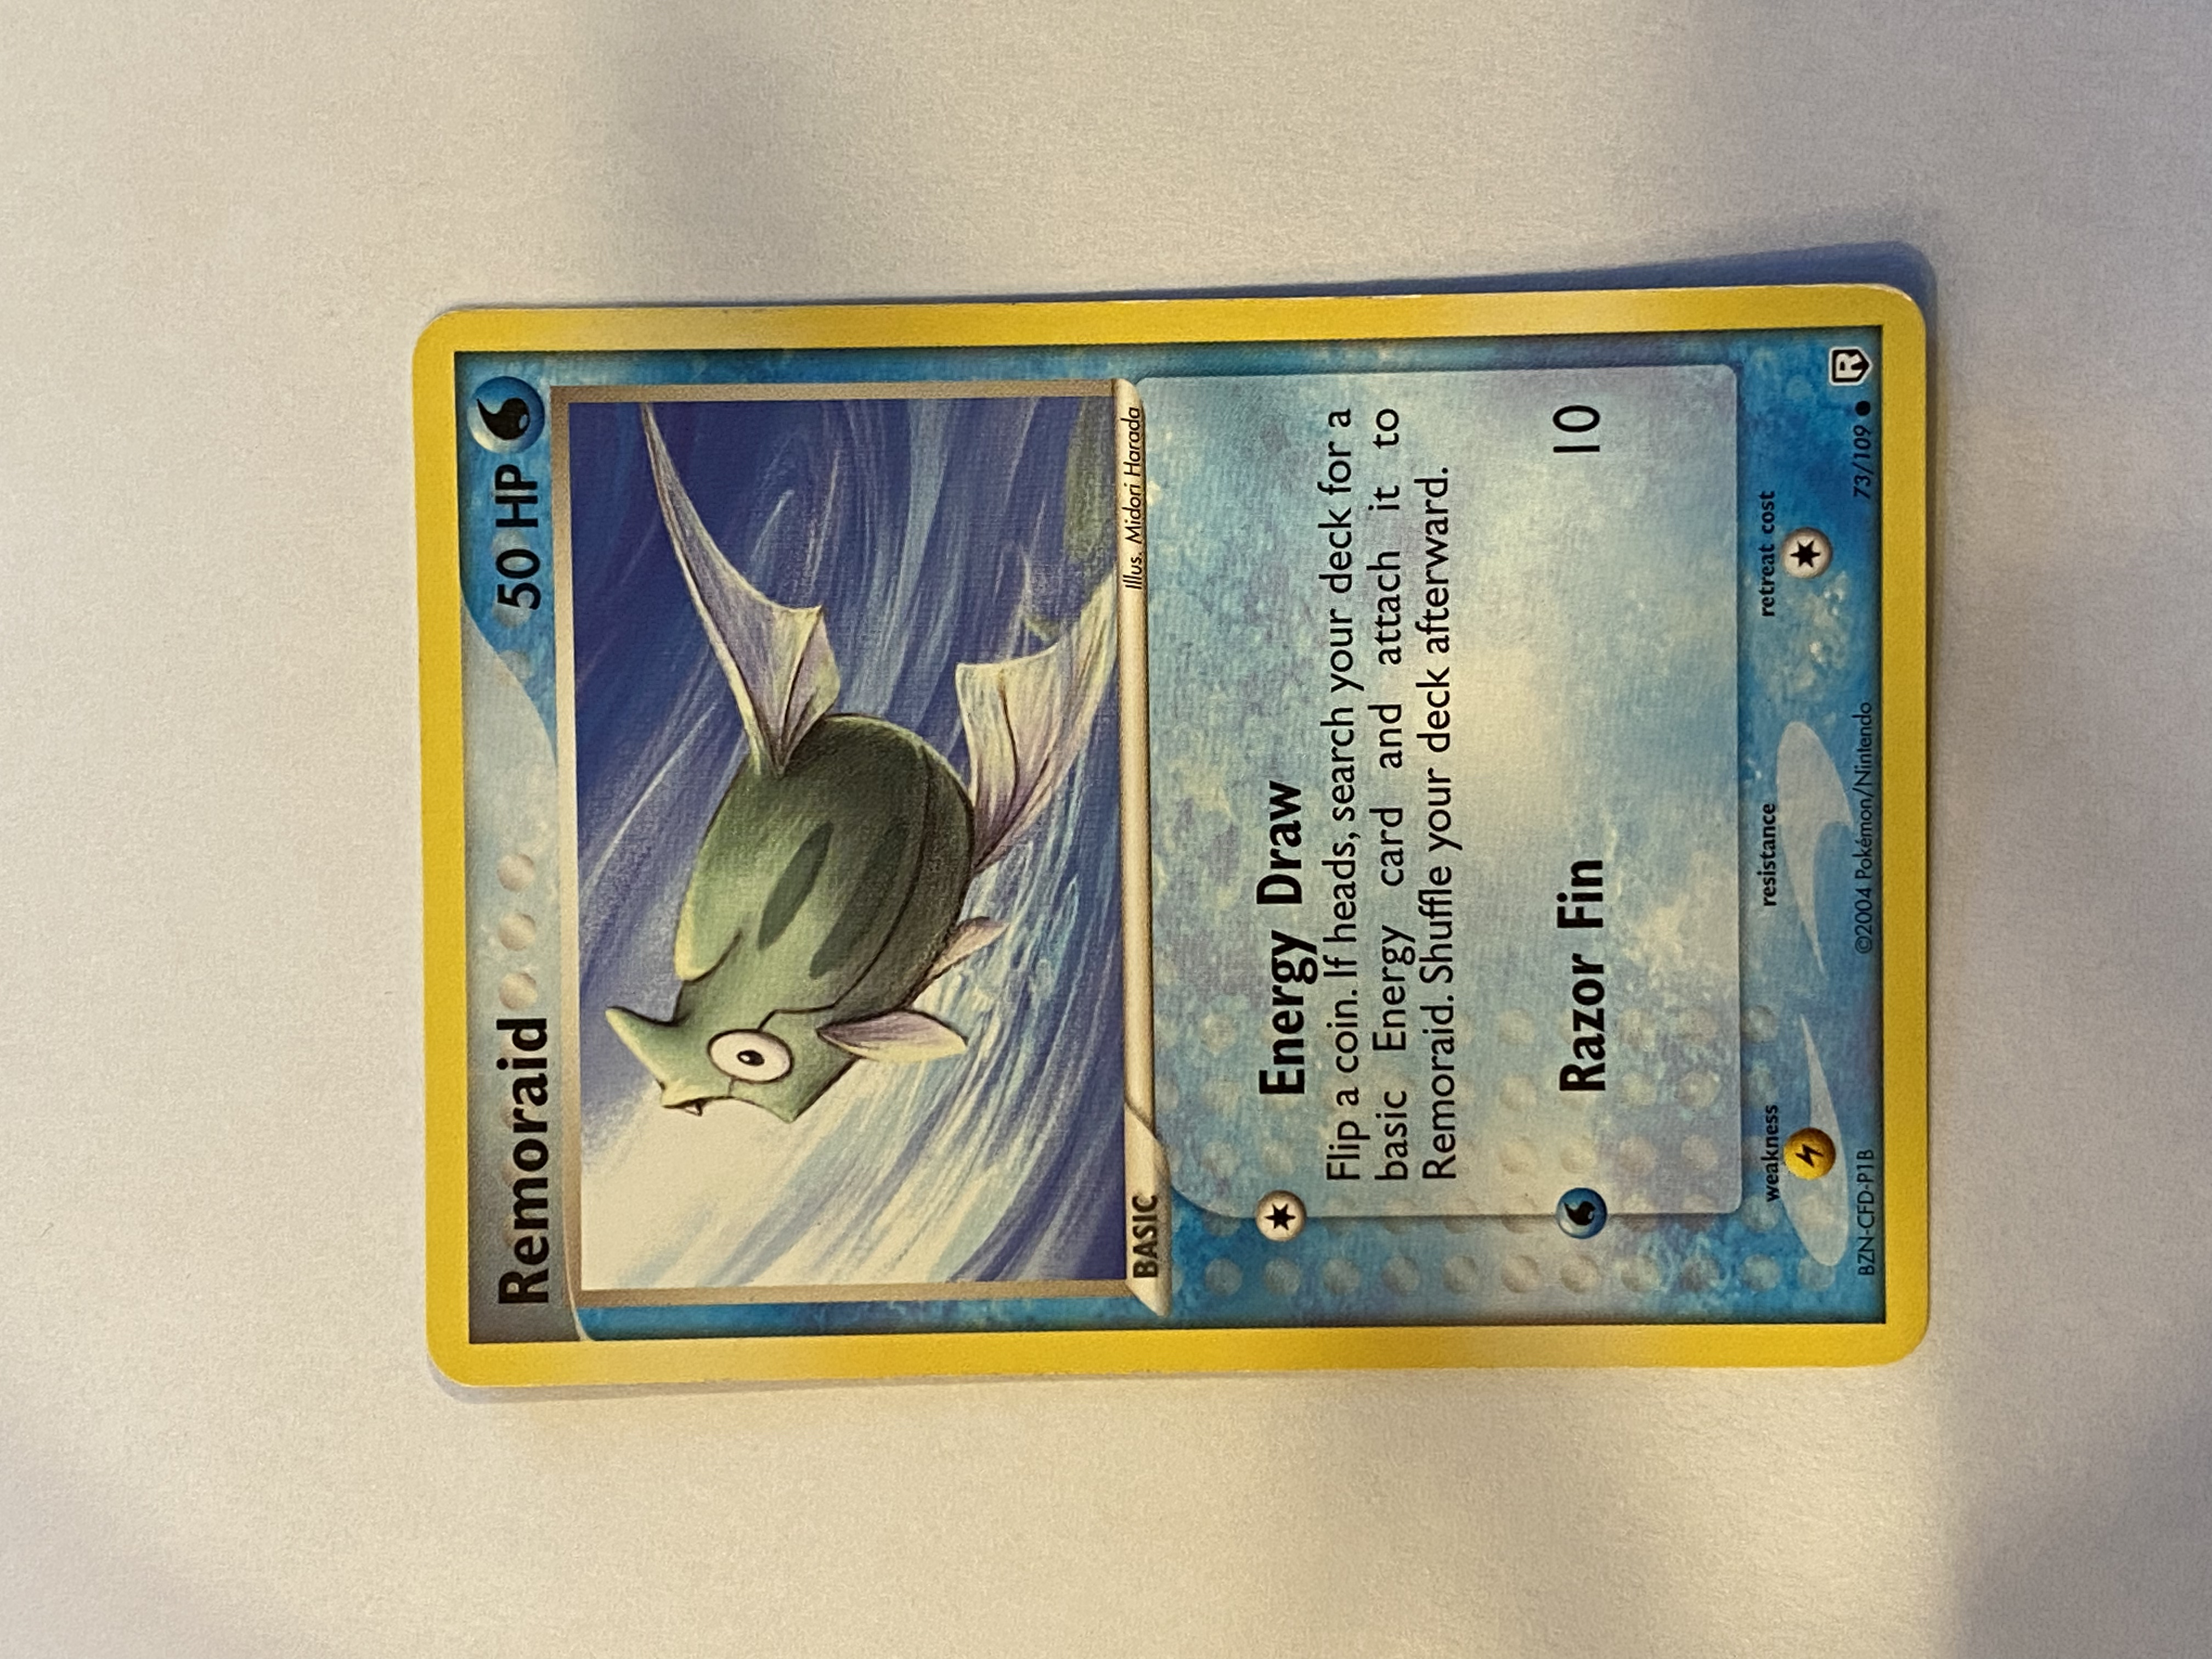 Remoraid
50 HP
BASIC
Illus. Midori Harada
Energy Draw
Flip a coin. If heads, search your deck for a
basic Energy card and attach it to
Remoraid. Shuffle your deck afterward.
Razor Fin 10
weakness resistance retreat cost
BZN-CFD-P1B ©2004 Pokémon/Nintendo 73/109 ● R